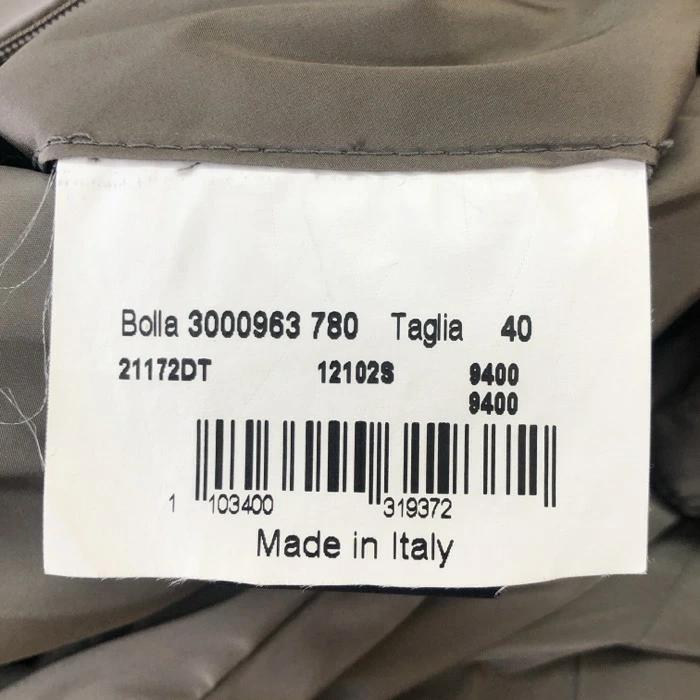 Bolla 3000963 780 Taglia 40
21172DT 12102S 9400
9400
1 103400 319372
Made in Italy